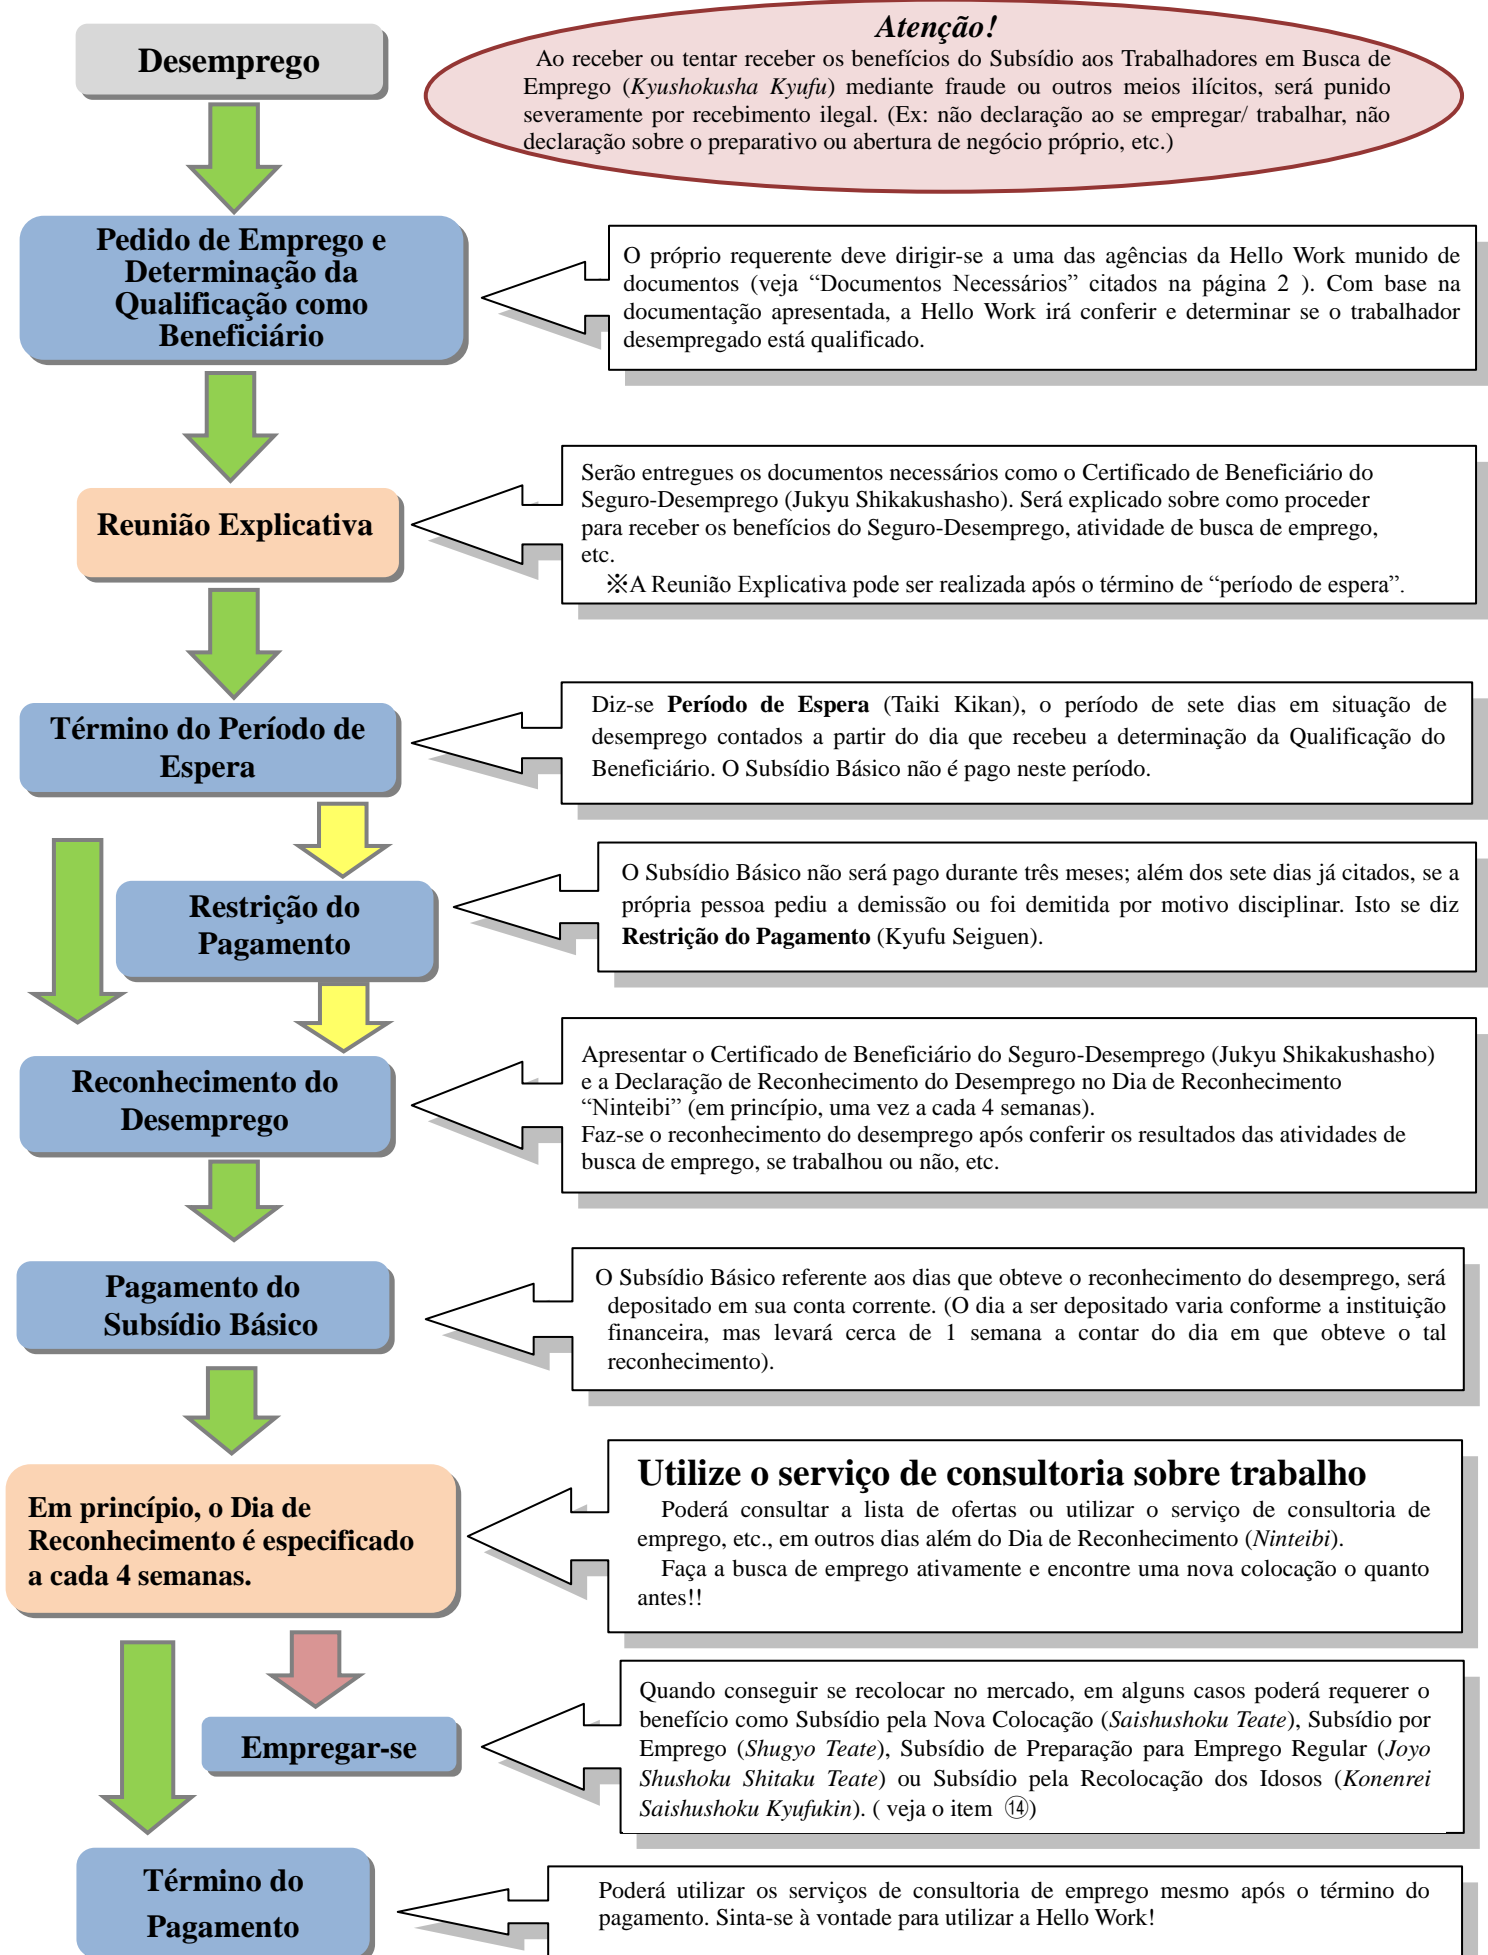 Desemprego
Atenção!
Ao receber ou tentar receber os benefícios do Subsídio aos Trabalhadores em Busca de
Emprego (Kyushokusha Kyufu) mediante fraude ou outros meios ilícitos, será punido
severamente por recebimento ilegal. (Ex: não declaração ao se empregar/ trabalhar, não
declaração sobre o preparativo ou abertura de negócio próprio, etc.)
Pedido de Emprego e
Determinação da
Qualificação como
Beneficiário
O próprio requerente deve dirigir-se a uma das agências da Hello Work munido de
documentos (veja “Documentos Necessários” citados na página 2 ). Com base na
documentação apresentada, a Hello Work irá conferir e determinar se o trabalhador
desempregado está qualificado.
Reunião Explicativa
Serão entregues os documentos necessários como o Certificado de Beneficiário do
Seguro-Desemprego (Jukyu Shikakushasho). Será explicado sobre como proceder
para receber os benefícios do Seguro-Desemprego, atividade de busca de emprego,
etc.
※A Reunião Explicativa pode ser realizada após o término de “período de espera”.
Término do Período de
Espera
Diz-se Período de Espera (Taiki Kikan), o período de sete dias em situação de
desemprego contados a partir do dia que recebeu a determinação da Qualificação do
Beneficiário. O Subsídio Básico não é pago neste período.
Restrição do
Pagamento
O Subsídio Básico não será pago durante três meses; além dos sete dias já citados, se a
própria pessoa pediu a demissão ou foi demitida por motivo disciplinar. Isto se diz
Restrição do Pagamento (Kyufu Seiguen).
Reconhecimento do
Desemprego
Apresentar o Certificado de Beneficiário do Seguro-Desemprego (Jukyu Shikakushasho)
e a Declaração de Reconhecimento do Desemprego no Dia de Reconhecimento
“Ninteibi” (em princípio, uma vez a cada 4 semanas).
Faz-se o reconhecimento do desemprego após conferir os resultados das atividades de
busca de emprego, se trabalhou ou não, etc.
Pagamento do
Subsídio Básico
O Subsídio Básico referente aos dias que obteve o reconhecimento do desemprego, será
depositado em sua conta corrente. (O dia a ser depositado varia conforme a instituição
financeira, mas levará cerca de 1 semana a contar do dia em que obteve o tal
reconhecimento).
Em princípio, o Dia de
Reconhecimento é especificado
a cada 4 semanas.
Utilize o serviço de consultoria sobre trabalho
Poderá consultar a lista de ofertas ou utilizar o serviço de consultoria de
emprego, etc., em outros dias além do Dia de Reconhecimento (Ninteibi).
Faça a busca de emprego ativamente e encontre uma nova colocação o quanto
antes!!
Empregar-se
Quando conseguir se recolocar no mercado, em alguns casos poderá requerer o
benefício como Subsídio pela Nova Colocação (Saishushoku Teate), Subsídio por
Emprego (Shugyo Teate), Subsídio de Preparação para Emprego Regular (Joyo
Shushoku Shitaku Teate) ou Subsídio pela Recolocação dos Idosos (Konenrei
Saishushoku Kyufukin). ( veja o item ⑭)
Término do
Pagamento
Poderá utilizar os serviços de consultoria de emprego mesmo após o término do
pagamento. Sinta-se à vontade para utilizar a Hello Work!